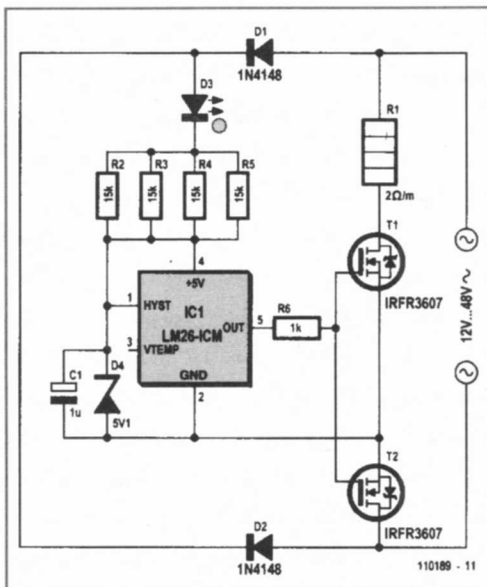 D1
1N4148
D3
R1
R2
R3
R4
R5
15k
15k
15k
15k
2Ω/m
T1
IRFR3607
4
+5V
1
HYST
IC1
OUT
5
R6
1k
LM26-ICM
3
VTEMP
GND
2
12V...48V ~
C1
1u
D4
5V1
T2
IRFR3607
D2
1N4148
110189 - 11